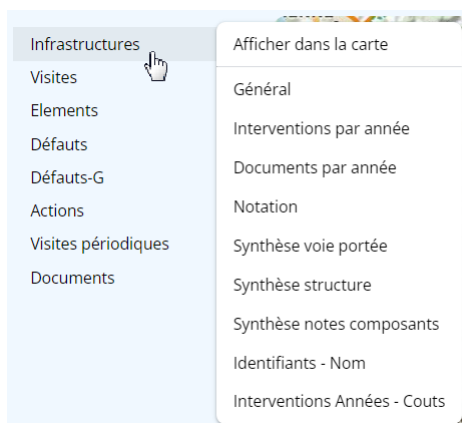 Infrastructures
Visites
Elements
Défauts
Défauts-G
Actions
Visites périodiques
Documents
Afficher dans la carte
Général
Interventions par année
Documents par année
Notation
Synthèse voie portée
Synthèse structure
Synthèse notes composants
Identifiants - Nom
Interventions Années - Couts